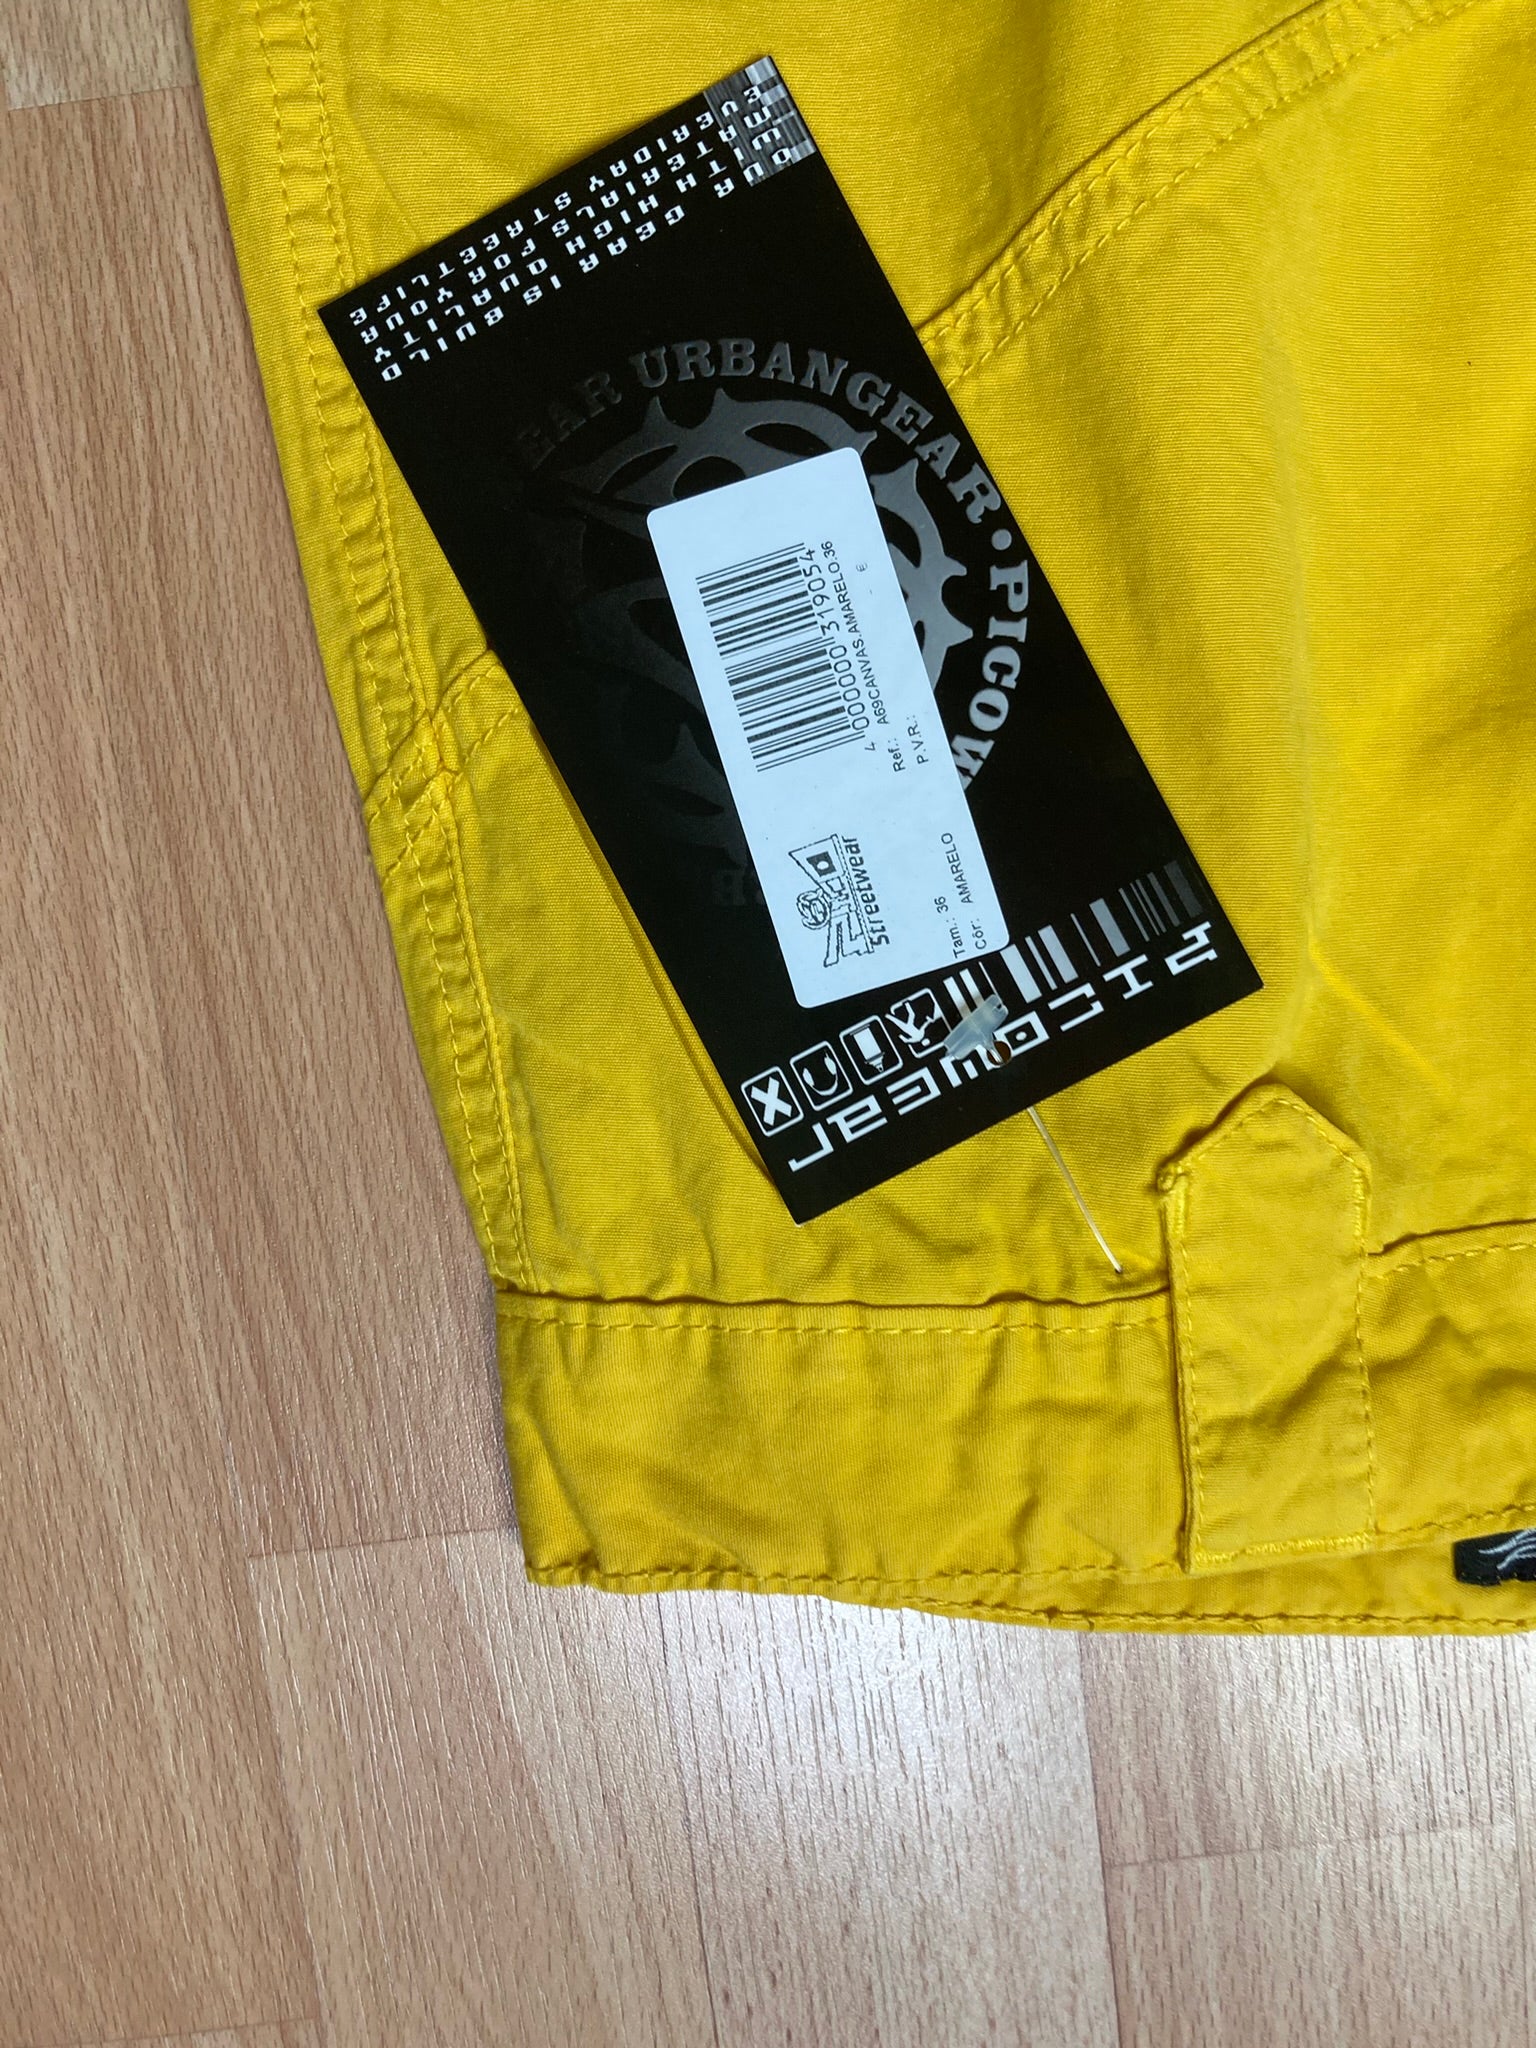 OUR GEAR IS BUILD
WITH HIGH QUALITY
MATERIALS FOR YOUR
EVERIDAY STREETLIFE
EAR URBANGEAR • PICOW
4 000000 319054
Ref.: A69CANVAS.AMARELO.36
P.V.R.: - €
Streetwear
Tam.: 36
Côr: AMARELO
PICOWEAR